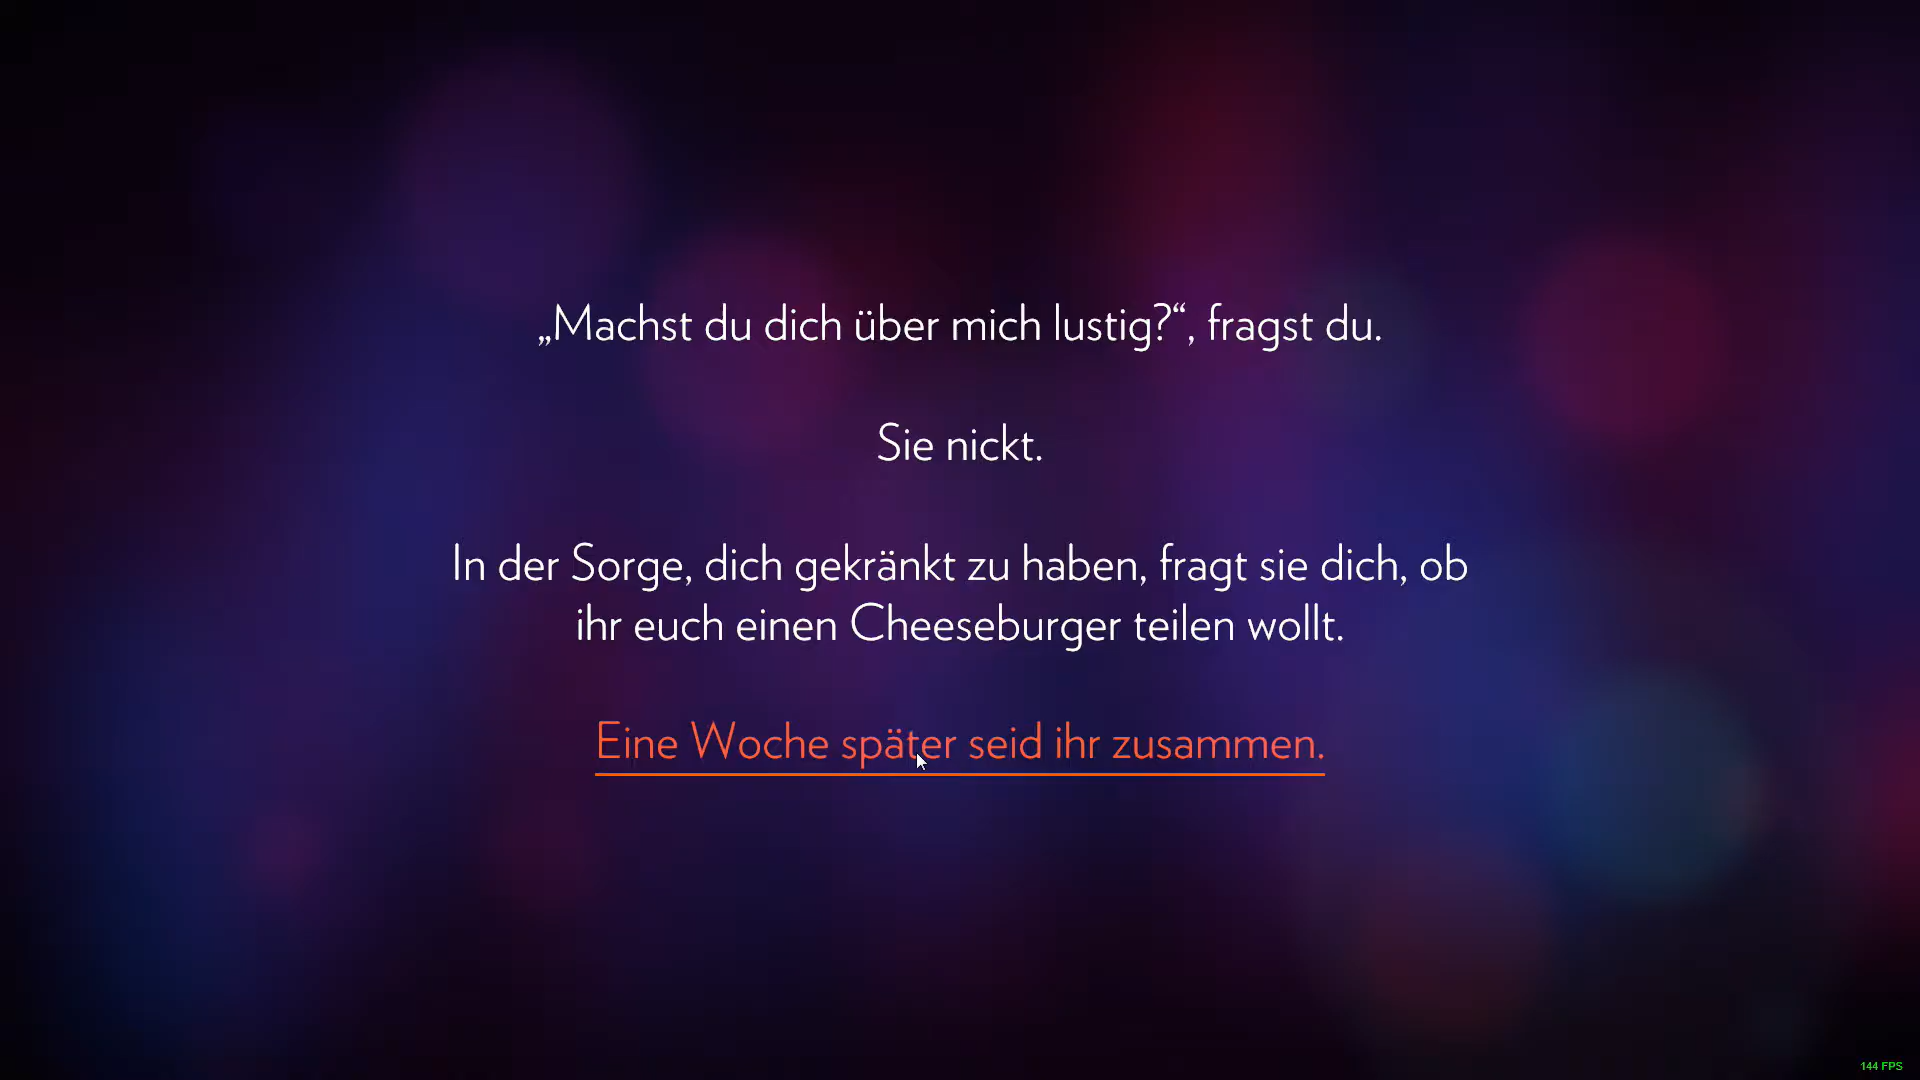 „Machst du dich über mich lustig?“, fragst du.
Sie nickt.
In der Sorge, dich gekränkt zu haben, fragt sie dich, ob
ihr euch einen Cheeseburger teilen wollt.
Eine Woche später seid ihr zusammen.
144 FPS